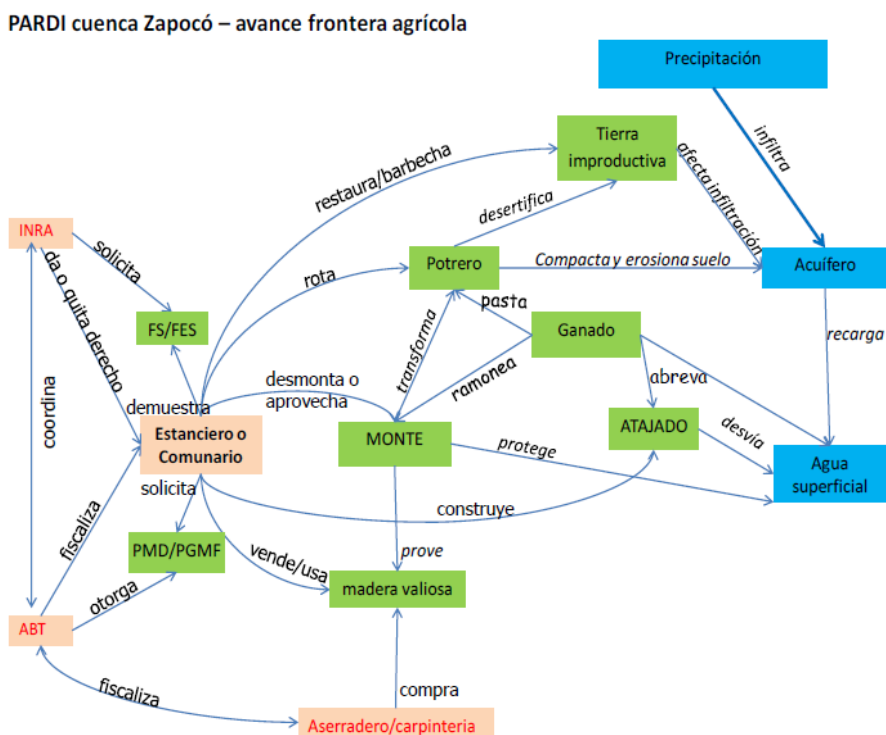 PARDI cuenca Zapocó – avance frontera agrícola
Precipitación
infiltra
Tierra
improductiva
afecta infiltración
restaura/barbecha
desertifica
INRA
solicita
da o quita derecho
rota
Potrero
Compacta y erosiona suelo
Acuífero
FS/FES
pasta
Ganado
recarga
transforma
ramonea
abreva
coordina
demuestra
desmonta o
aprovecha
Estanciero o
Comunario
MONTE
protege
ATAJADO
desvía
Agua
superficial
solicita
construye
fiscaliza
PMD/PGMF
vende/usa
prove
otorga
madera valiosa
ABT
fiscaliza
compra
Aserradero/carpinteria